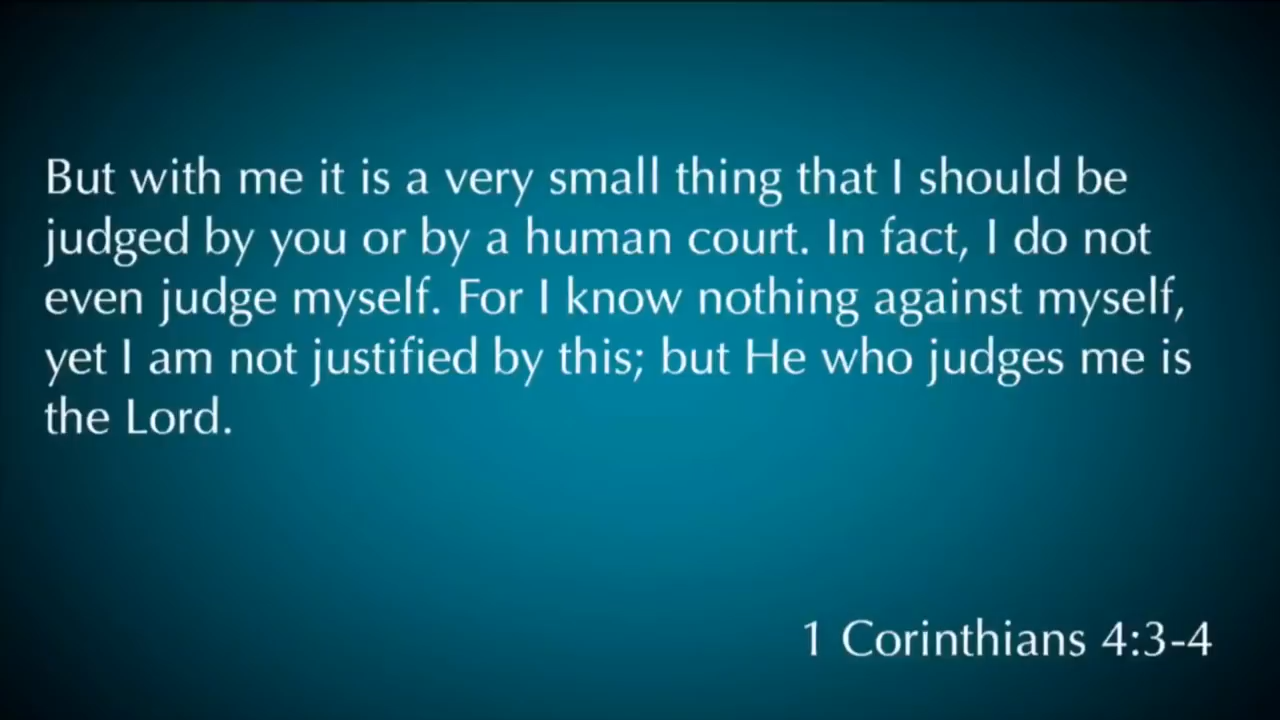 But with me it is a very small thing that I should be
judged by you or by a human court. In fact, I do not
even judge myself. For I know nothing against myself,
yet I am not justified by this; but He who judges me is
the Lord.
1 Corinthians 4:3-4